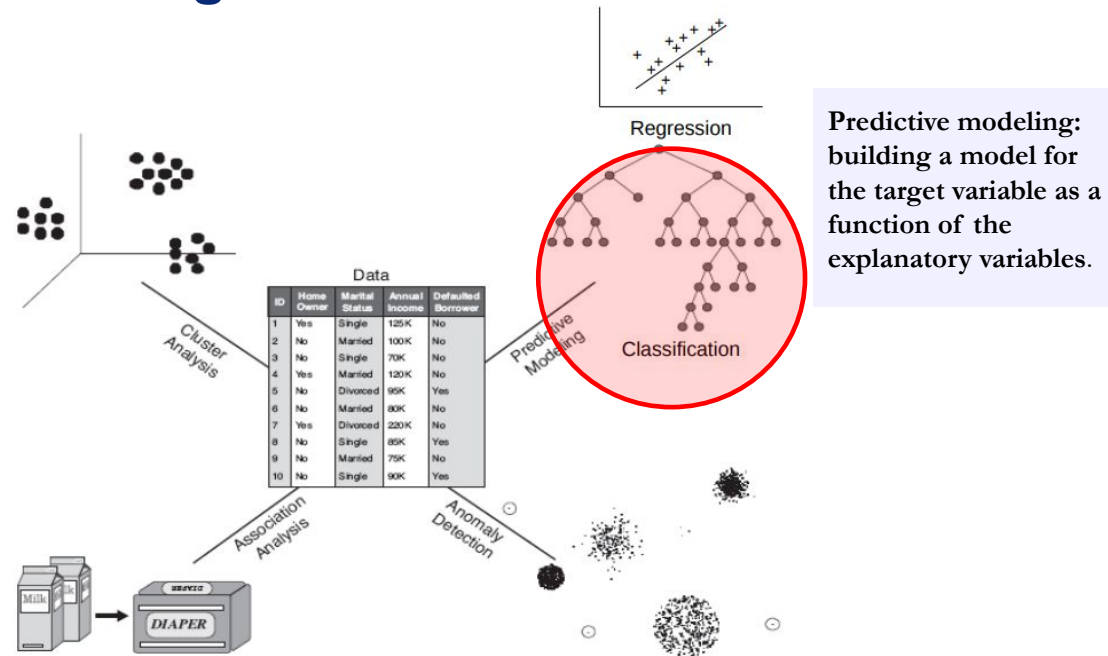 Regression
Predictive modeling:
building a model for
the target variable as a
function of the
explanatory variables.
Classification
Predictive
Modeling
Cluster
Analysis
Data
ID Home Owner Marital Status Annual Income Defaulted Borrower
1 Yes Single 125K No
2 No Married 100K No
3 No Single 70K No
4 Yes Married 120K No
5 No Divorced 95K Yes
6 No Married 80K No
7 Yes Divorced 220K No
8 No Single 85K Yes
9 No Married 75K No
10 No Single 90K Yes
Association
Analysis
Anomaly
Detection
Milk
DIAPER
DIAPER